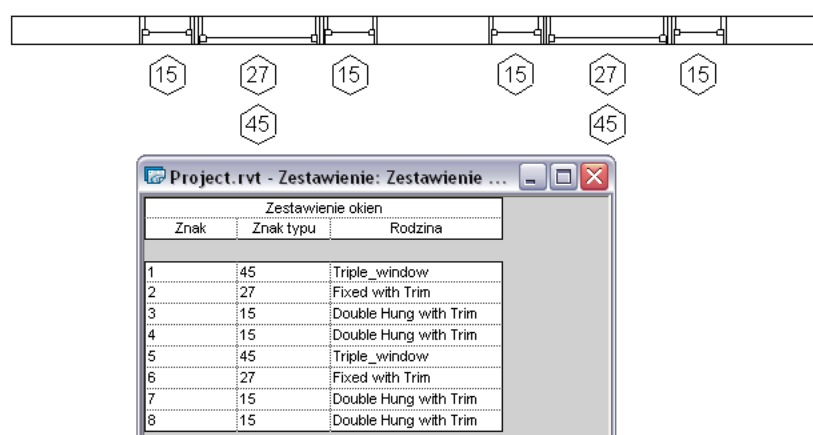 15 27 15 15 27 15
45 45
Project.rvt - Zestawienie: Zestawienie ...
Zestawienie okien
Znak Znak typu Rodzina
1 45 Triple_window
2 27 Fixed with Trim
3 15 Double Hung with Trim
4 15 Double Hung with Trim
5 45 Triple_window
6 27 Fixed with Trim
7 15 Double Hung with Trim
8 15 Double Hung with Trim